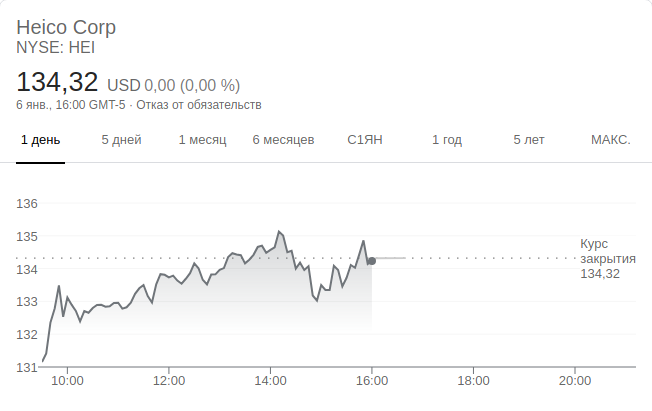 Heico Corp
NYSE: HEI
134,32 USD 0,00 (0,00 %)
6 янв., 16:00 GMT-5 · Отказ от обязательств
1 день 5 дней 1 месяц 6 месяцев С1ЯН 1 год 5 лет МАКС.
136
135
134
133
132
131
Курс
закрытия
134,32
10:00 12:00 14:00 16:00 18:00 20:00